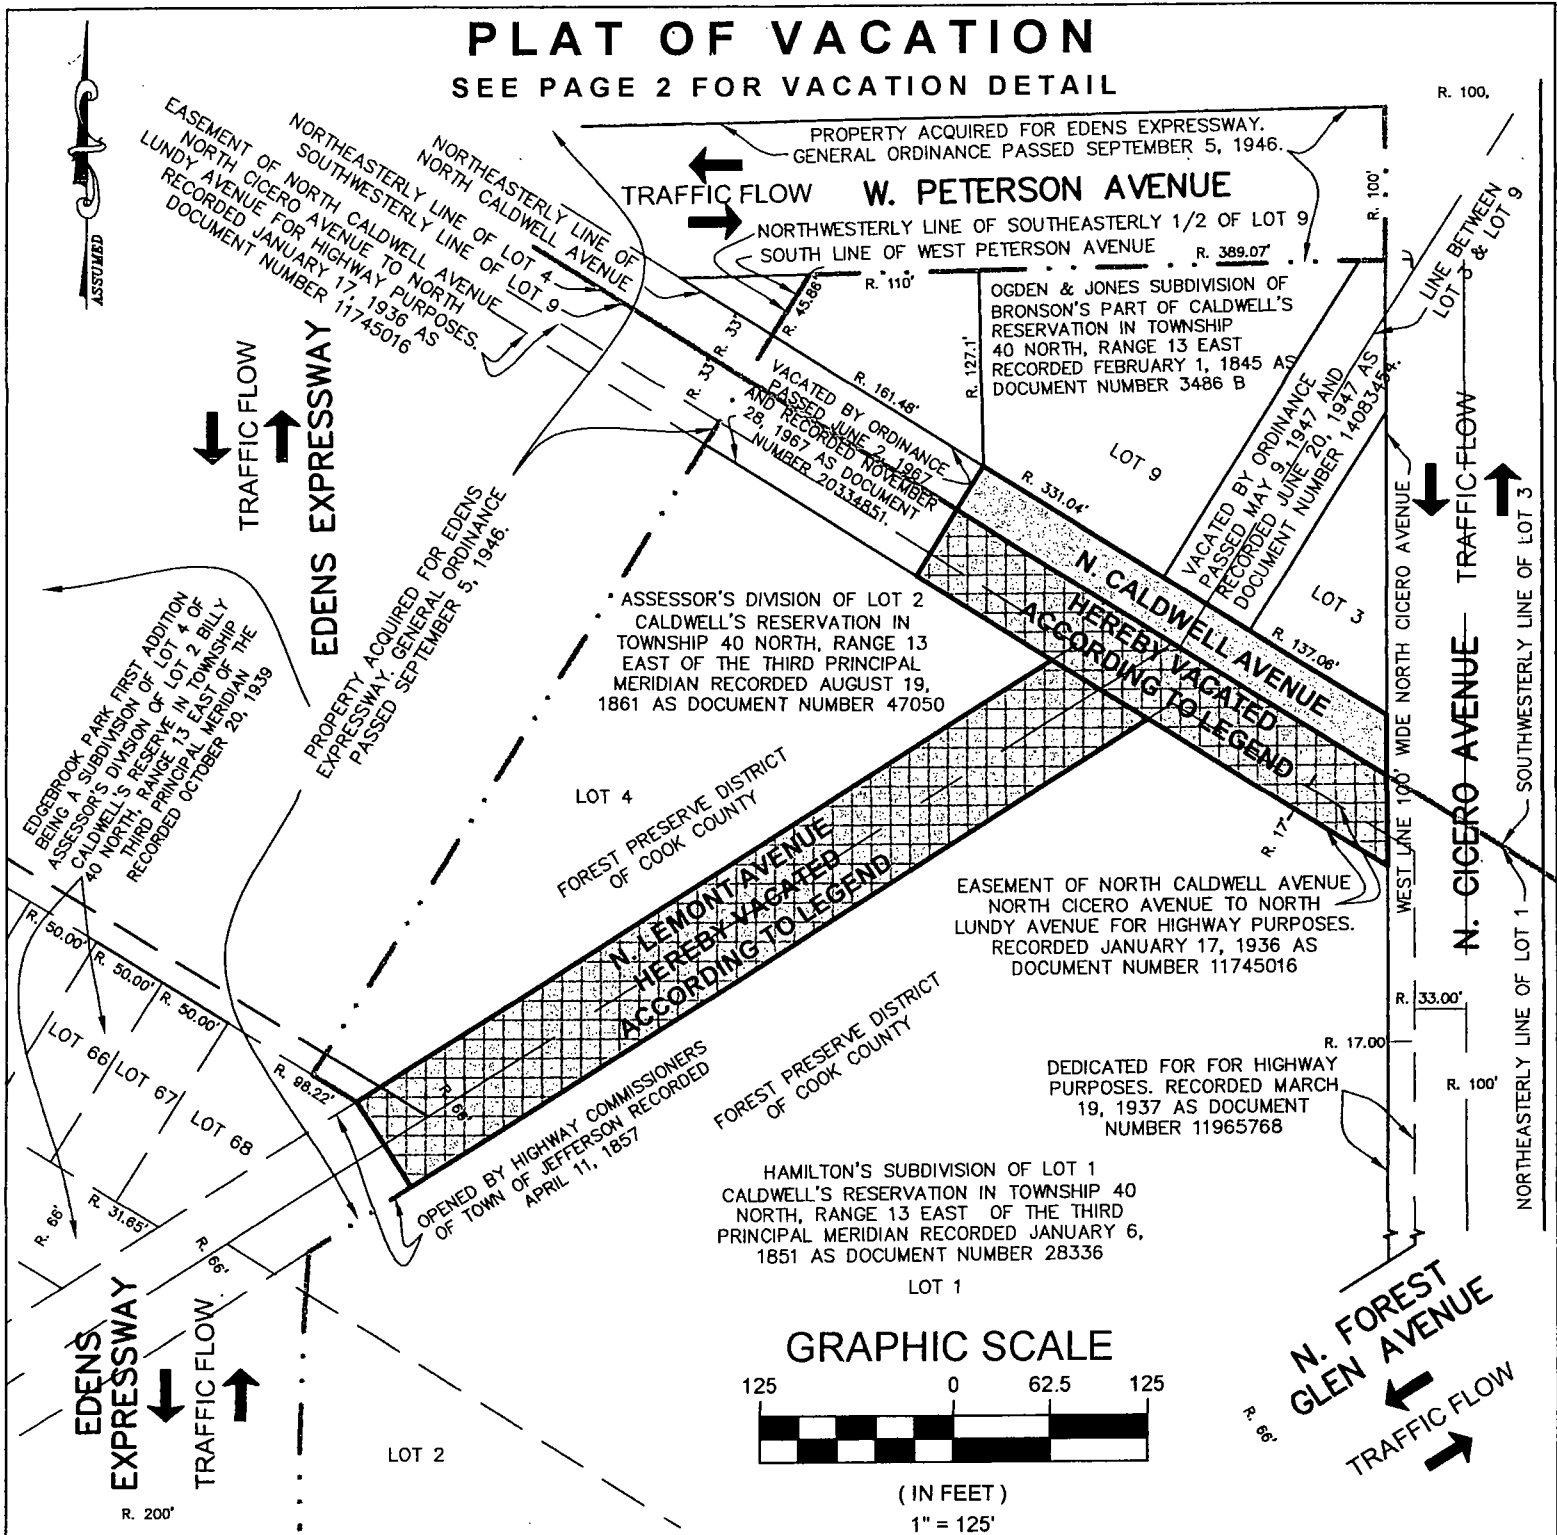 PLAT OF VACATION
SEE PAGE 2 FOR VACATION DETAIL
R. 100,
ASSUMED
EASEMENT OF NORTH CALDWELL AVENUE
NORTH CICERO AVENUE TO NORTH
LUNDY AVENUE FOR HIGHWAY PURPOSES.
RECORDED JANUARY 17, 1936 AS
DOCUMENT NUMBER 11745016
NORTHEASTERLY LINE OF LOT 4
SOUTHWESTERLY LINE OF LOT 9
NORTHEASTERLY LINE OF
NORTH CALDWELL AVENUE
PROPERTY ACQUIRED FOR EDENS EXPRESSWAY.
GENERAL ORDINANCE PASSED SEPTEMBER 5, 1946.
TRAFFIC FLOW
W. PETERSON AVENUE
R. 100'
NORTHWESTERLY LINE OF SOUTHEASTERLY 1/2 OF LOT 9
SOUTH LINE OF WEST PETERSON AVENUE
R. 389.07'
LINE BETWEEN
LOT 3 & LOT 9
R. 110'
R. 45.88'
R. 33'
R. 33'
R. 127.1'
R. 161.48'
OGDEN & JONES SUBDIVISION OF
BRONSON'S PART OF CALDWELL'S
RESERVATION IN TOWNSHIP
40 NORTH, RANGE 13 EAST
RECORDED FEBRUARY 1, 1845 AS
DOCUMENT NUMBER 3486 B
VACATED BY ORDINANCE
PASSED JUNE 2, 1967
AND RECORDED NOVEMBER
28, 1967 AS DOCUMENT
NUMBER 20334851.
LOT 9
R. 331.04'
VACATED BY ORDINANCE
PASSED MAY 9, 1947 AND
RECORDED JUNE 20, 1947 AS
DOCUMENT NUMBER 14083454.
LOT 3
R. 137.06'
TRAFFIC FLOW
EDENS EXPRESSWAY
PROPERTY ACQUIRED FOR EDENS
EXPRESSWAY. GENERAL ORDINANCE
PASSED SEPTEMBER 5, 1946.
ASSESSOR'S DIVISION OF LOT 2
CALDWELL'S RESERVATION IN
TOWNSHIP 40 NORTH, RANGE 13
EAST OF THE THIRD PRINCIPAL
MERIDIAN RECORDED AUGUST 19,
1861 AS DOCUMENT NUMBER 47050
N. CALDWELL AVENUE
HEREBY VACATED
ACCORDING TO LEGEND
WEST LINE 100' WIDE NORTH CICERO AVENUE
N. CICERO AVENUE
TRAFFIC FLOW
SOUTHWESTERLY LINE OF LOT 3
NORTHEASTERLY LINE OF LOT 1
EDGEBROOK PARK FIRST ADDITION
BEING A SUBDIVISION OF LOT 4 OF
ASSESSOR'S DIVISION OF LOT 2 BILLY
CALDWELL'S RESERVE IN TOWNSHIP
40 NORTH, RANGE 13 EAST OF THE
THIRD PRINCIPAL MERIDIAN
RECORDED OCTOBER 20, 1939
LOT 4
FOREST PRESERVE DISTRICT
OF COOK COUNTY
N. LEMONT AVENUE
HEREBY VACATED
ACCORDING TO LEGEND
R. 17'
EASEMENT OF NORTH CALDWELL AVENUE
NORTH CICERO AVENUE TO NORTH
LUNDY AVENUE FOR HIGHWAY PURPOSES.
RECORDED JANUARY 17, 1936 AS
DOCUMENT NUMBER 11745016
R. 50.00'
R. 50.00'
R. 50.00'
R. 98.22'
LOT 66
LOT 67
LOT 68
R. 66'
R. 31.65'
R. 66'
R. 66'
OPENED BY HIGHWAY COMMISSIONERS
OF TOWN OF JEFFERSON RECORDED
APRIL 11, 1857
FOREST PRESERVE DISTRICT
OF COOK COUNTY
R. 33.00'
R. 17.00
R. 100'
DEDICATED FOR FOR HIGHWAY
PURPOSES. RECORDED MARCH
19, 1937 AS DOCUMENT
NUMBER 11965768
HAMILTON'S SUBDIVISION OF LOT 1
CALDWELL'S RESERVATION IN TOWNSHIP 40
NORTH, RANGE 13 EAST OF THE THIRD
PRINCIPAL MERIDIAN RECORDED JANUARY 6,
1851 AS DOCUMENT NUMBER 28336
LOT 1
EDENS
EXPRESSWAY
TRAFFIC FLOW
R. 200'
LOT 2
GRAPHIC SCALE
125 0 62.5 125
( IN FEET )
1" = 125'
N. FOREST
GLEN AVENUE
TRAFFIC FLOW
R. 66'